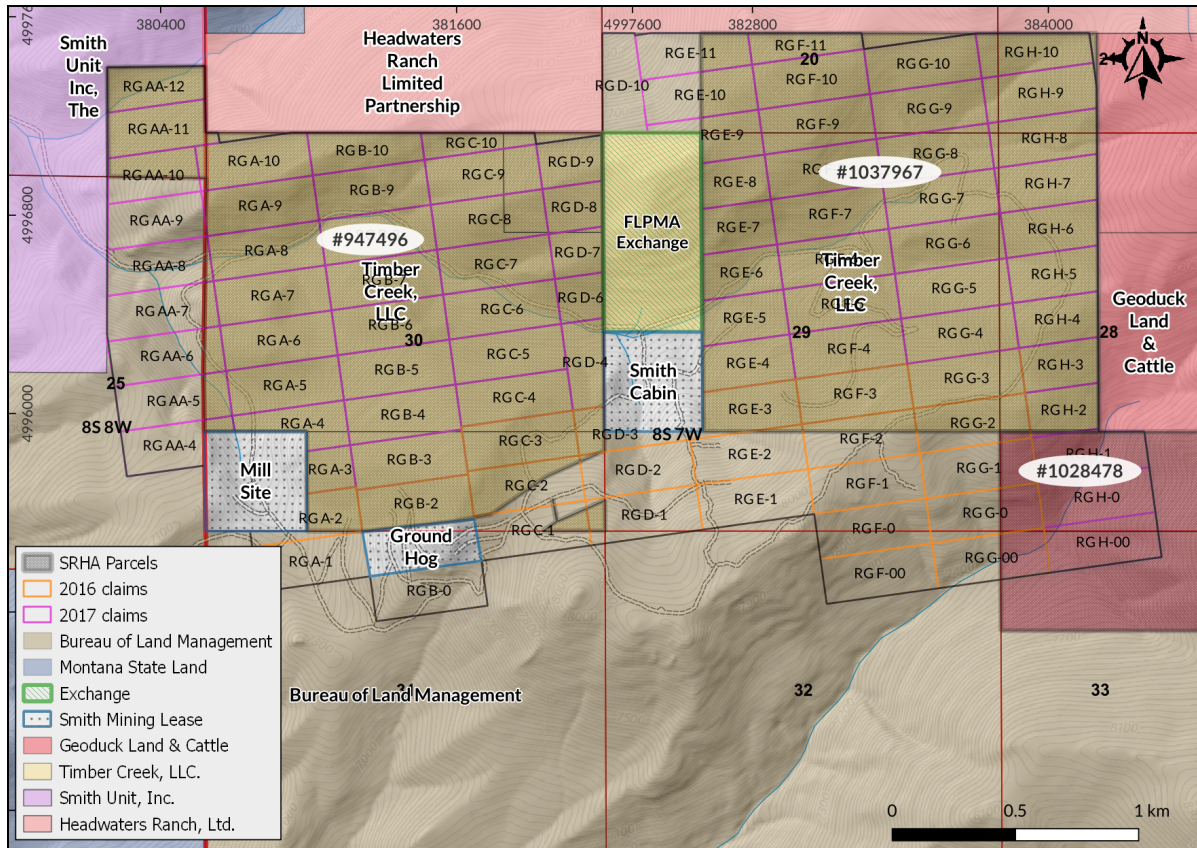 380400
381600
4997600
382800
384000
Smith
Unit
Inc,
The
Headwaters
Ranch
Limited
Partnership
N
RGE-11
RGF-11
20
RGG-10
RGH-10
RGAA-12
RGD-10
RGE-10
RGF-10
RGG-9
RGH-9
RGAA-11
RGE-9
RGF-9
RGG-8
RGH-8
RGA-10
RGB-10
RGC-10
RGD-9
RGAA-10
RGB-9
RGC-9
RGE-8
#1037967
RGH-7
4996800
RGAA-9
RGA-9
RGC-8
RGD-8
FLPMA
Exchange
RGE-7
RGF-7
RGG-7
RGH-6
#947496
RGAA-8
RGA-8
RGC-7
RGD-7
RGE-6
RGG-6
RGH-5
Timber
Creek,
LLC
RGB-7
Timber
Creek,
LLC
RGAA-7
RGA-7
RGB-6
RGC-6
RGD-6
RGE-5
RGG-5
RGH-4
Geoduck
Land
&
Cattle
28
RGAA-6
RGA-6
30
RGC-5
RGD-4
RGE-4
29
RGF-4
RGG-4
RGH-3
25
RGAA-5
RGA-5
RGB-5
RGC-4
Smith
Cabin
RGE-3
RGF-3
RGG-3
RGH-2
4996000
8S 8W
RGAA-4
RGA-4
RGB-4
RGC-3
RGD-3
8S 7W
RGF-2
RGG-2
RGH-1
Mill
Site
RGA-3
RGB-3
RGC-2
RGD-2
RGE-2
RGF-1
RGG-1
#1028478
RGH-0
RGA-2
RGB-2
RGC-1
RGD-1
RGE-1
RGF-0
RGG-0
RGH-00
RGA-1
Ground
Hog
RGB-0
RGF-00
RGG-00
SRHA Parcels
2016 claims
2017 claims
Bureau of Land Management
Montana State Land
Exchange
Smith Mining Lease
Geoduck Land & Cattle
Timber Creek, LLC.
Smith Unit, Inc.
Headwaters Ranch, Ltd.
31
Bureau of Land Management
32
33
0
0.5
1 km